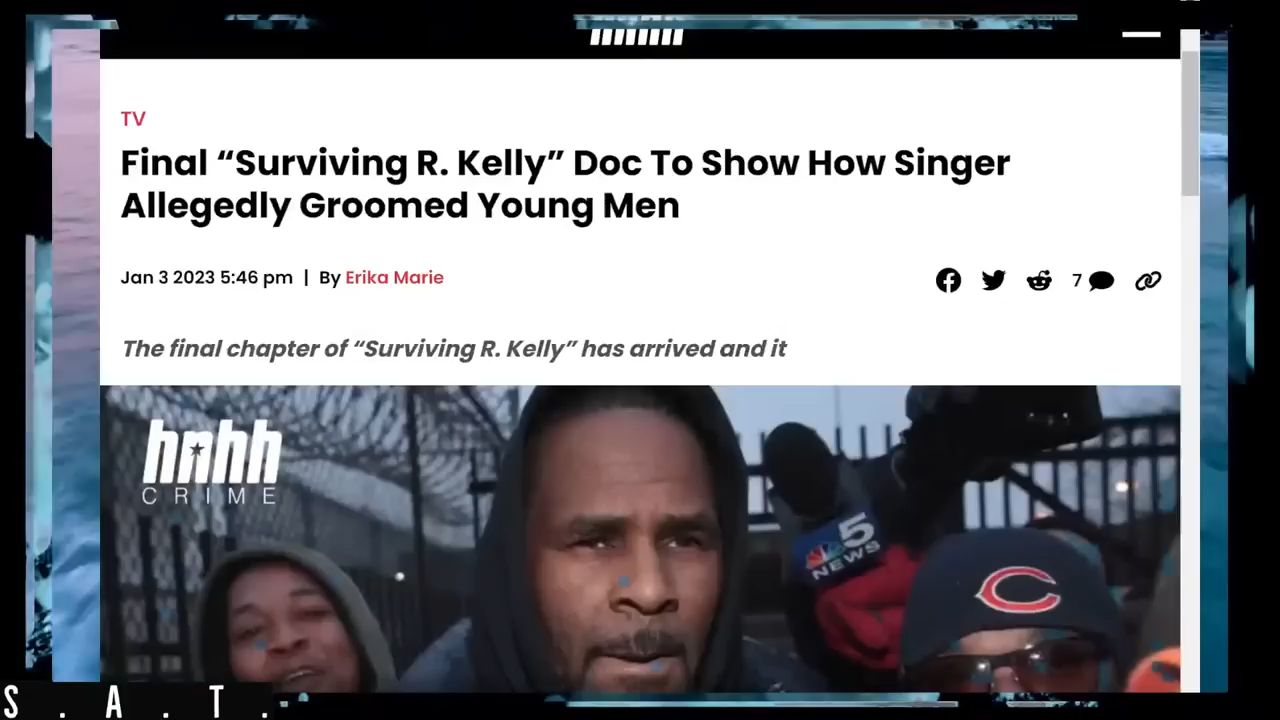 hnhh
TV
Final “Surviving R. Kelly” Doc To Show How Singer
Allegedly Groomed Young Men
Jan 3 2023 5:46 pm | By Erika Marie
7
The final chapter of “Surviving R. Kelly” has arrived and it
hnhh
CRIME
5
NEWS
C
S . A . T .